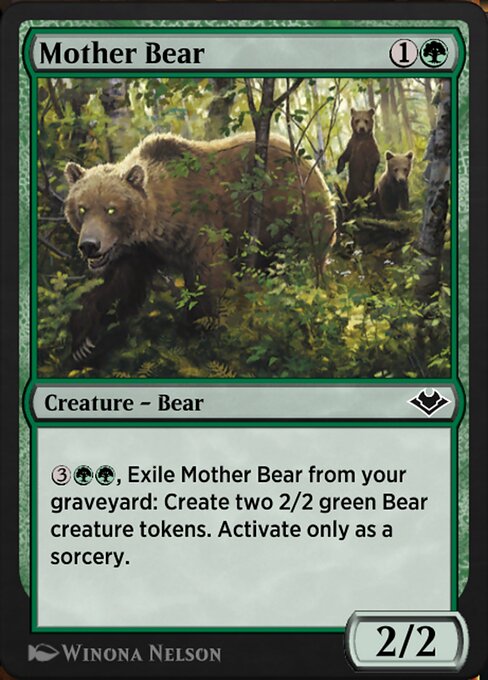 Mother Bear 1
Creature – Bear
3, Exile Mother Bear from your
graveyard: Create two 2/2 green Bear
creature tokens. Activate only as a
sorcery.
Winona Nelson
2/2